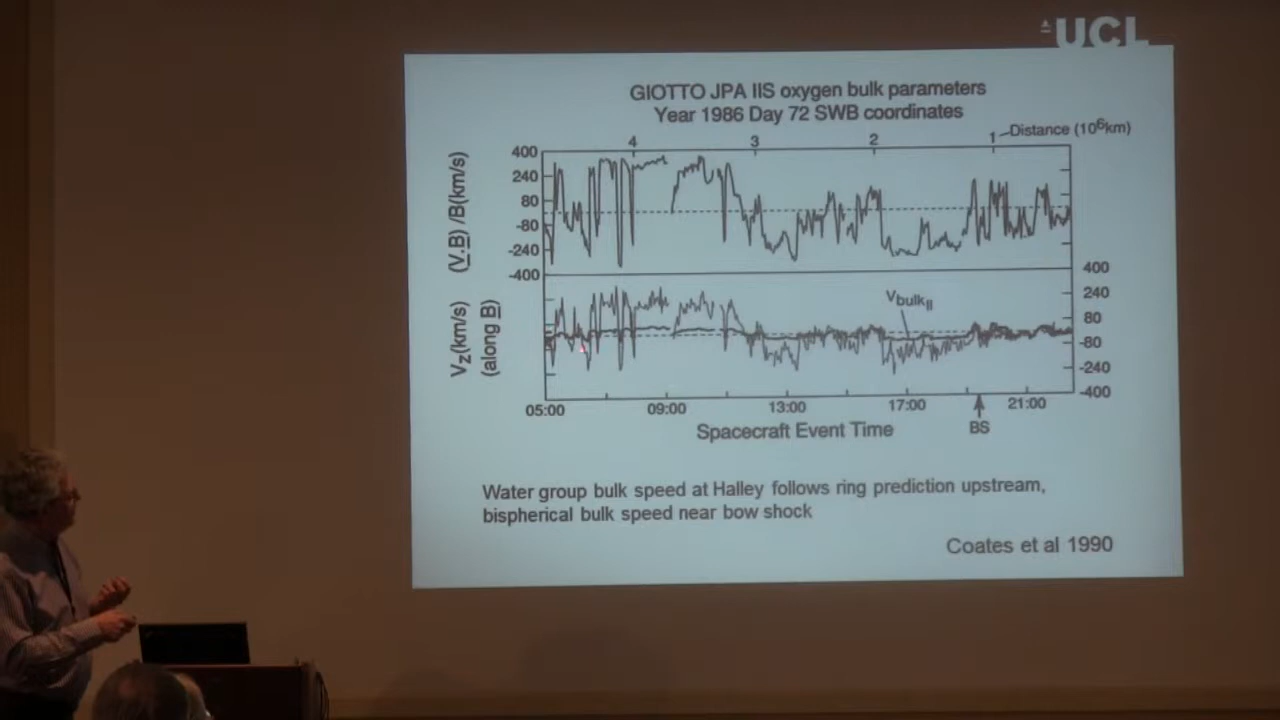 UCL
GIOTTO JPA IIS oxygen bulk parameters
Year 1986 Day 72 SWB coordinates
4 3 2 1 Distance (10⁶km)
400
240
80
-80
-240
-400
(V.B) /B(km/s)
400
240
80
-80
-240
-400
Vz(km/s)
(along B)
Vbulk||
05:00 09:00 13:00 17:00 21:00
Spacecraft Event Time
BS
Water group bulk speed at Halley follows ring prediction upstream,
bispherical bulk speed near bow shock
Coates et al 1990